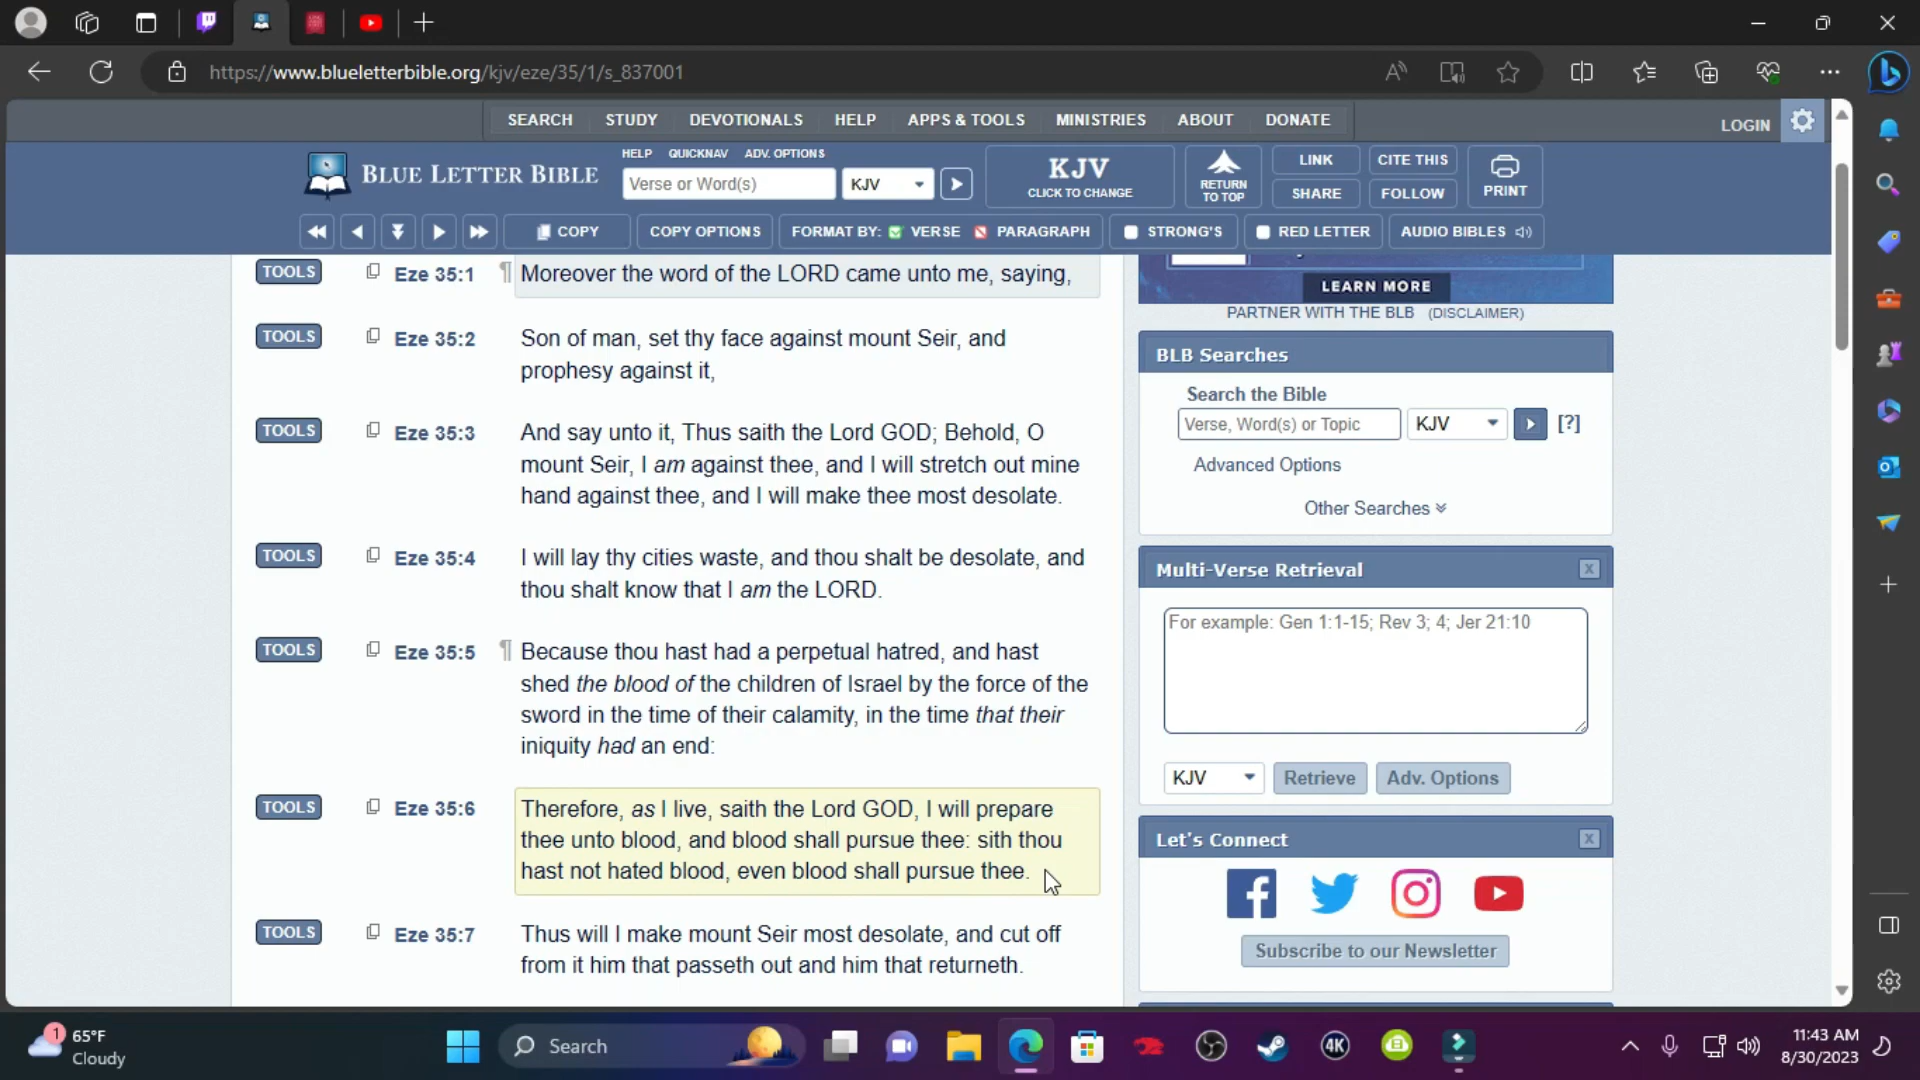 https://www.blueletterbible.org/kjv/eze/35/1/s_837001
SEARCH STUDY DEVOTIONALS HELP APPS & TOOLS MINISTRIES ABOUT DONATE
LOGIN
BLUE LETTER BIBLE
HELP QUICKNAV ADV. OPTIONS
Verse or Word(s)
KJV
KJV
CLICK TO CHANGE
RETURN
TO TOP
LINK
CITE THIS
SHARE
FOLLOW
PRINT
COPY
COPY OPTIONS
FORMAT BY: VERSE PARAGRAPH
STRONG'S
RED LETTER
AUDIO BIBLES
TOOLS Eze 35:1 ¶ Moreover the word of the LORD came unto me, saying,
TOOLS Eze 35:2 Son of man, set thy face against mount Seir, and
prophesy against it,
TOOLS Eze 35:3 And say unto it, Thus saith the Lord GOD; Behold, O
mount Seir, I am against thee, and I will stretch out mine
hand against thee, and I will make thee most desolate.
TOOLS Eze 35:4 I will lay thy cities waste, and thou shalt be desolate, and
thou shalt know that I am the LORD.
TOOLS Eze 35:5 ¶ Because thou hast had a perpetual hatred, and hast
shed the blood of the children of Israel by the force of the
sword in the time of their calamity, in the time that their
iniquity had an end:
TOOLS Eze 35:6 Therefore, as I live, saith the Lord GOD, I will prepare
thee unto blood, and blood shall pursue thee: sith thou
hast not hated blood, even blood shall pursue thee.
TOOLS Eze 35:7 Thus will I make mount Seir most desolate, and cut off
from it him that passeth out and him that returneth.
LEARN MORE
PARTNER WITH THE BLB (DISCLAIMER)
BLB Searches
Search the Bible
Verse, Word(s) or Topic
KJV
[?]
Advanced Options
Other Searches
Multi-Verse Retrieval
X
For example: Gen 1:1-15; Rev 3; 4; Jer 21:10
KJV
Retrieve
Adv. Options
Let's Connect
X
Subscribe to our Newsletter
1
65°F
Cloudy
Search
4K
11:43 AM
8/30/2023